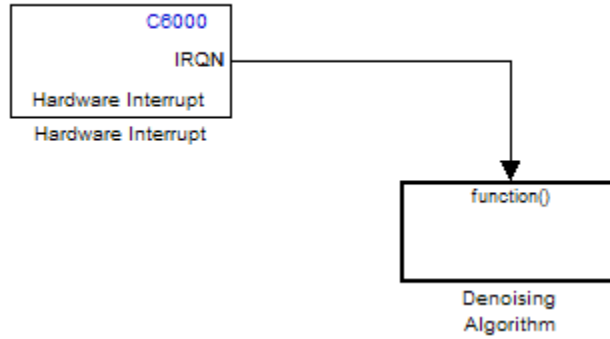 C6000
IRQN
Hardware Interrupt
Hardware Interrupt
function()
Denoising
Algorithm